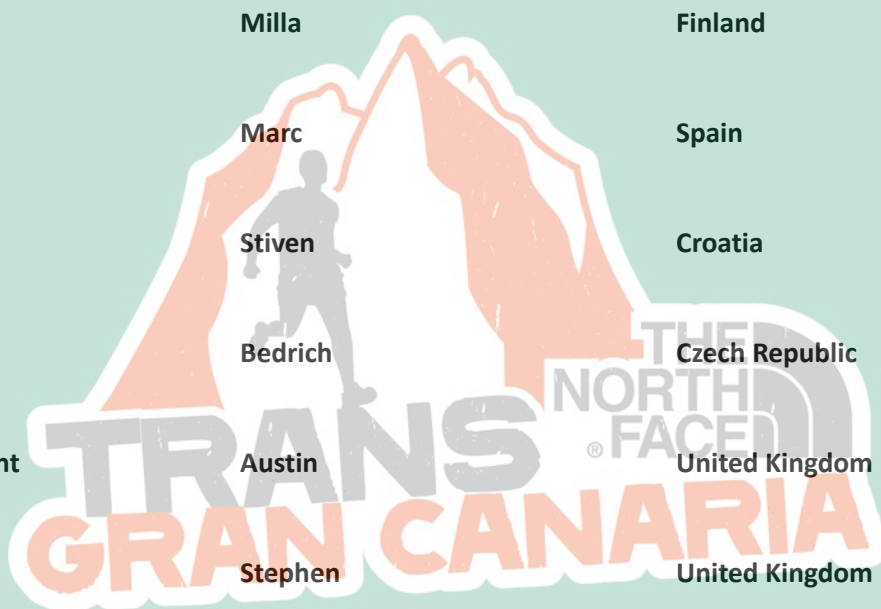 Milla Finland
Marc Spain
Stiven Croatia
Bedrich Czech Republic
THE
NORTH
FACE
®
nt Austin United Kingdom
TRANS
GRAN CANARIA
Stephen United Kingdom